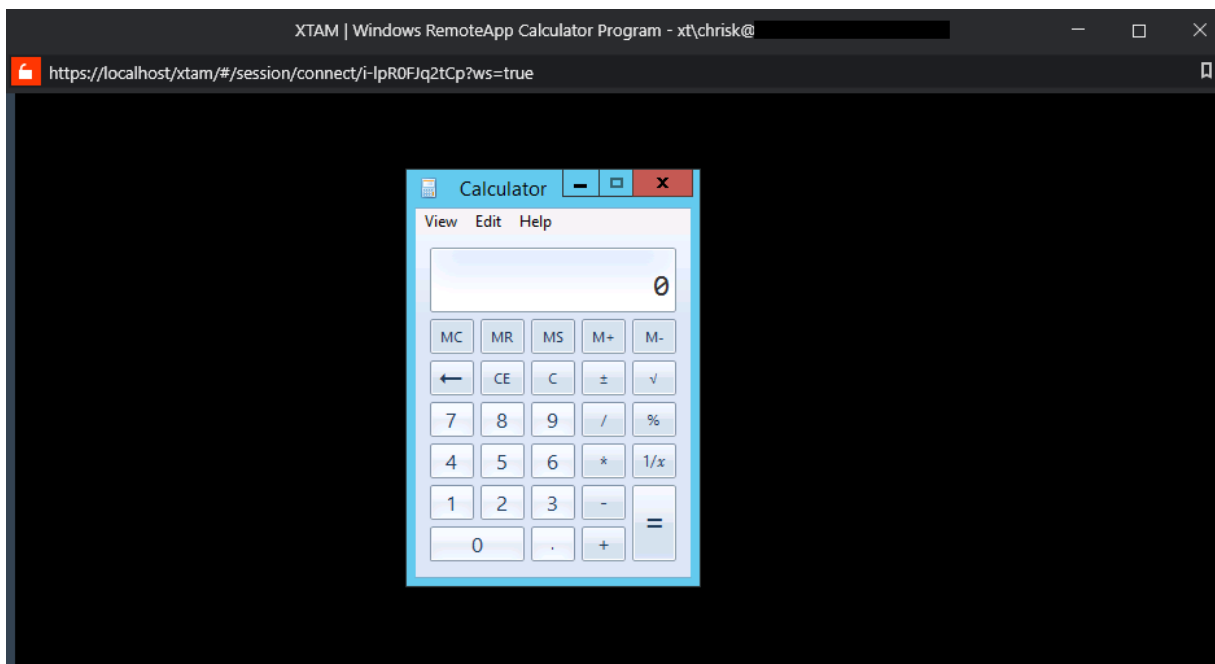 XTAM | Windows RemoteApp Calculator Program - xt\chrisk@
https://localhost/xtam/#/session/connect/i-lpR0FJq2tCp?ws=true
Calculator
View Edit Help
0
MC MR MS M+ M-
← CE C ± √
7 8 9 / %
4 5 6 * 1/x
1 2 3 - =
0 . +